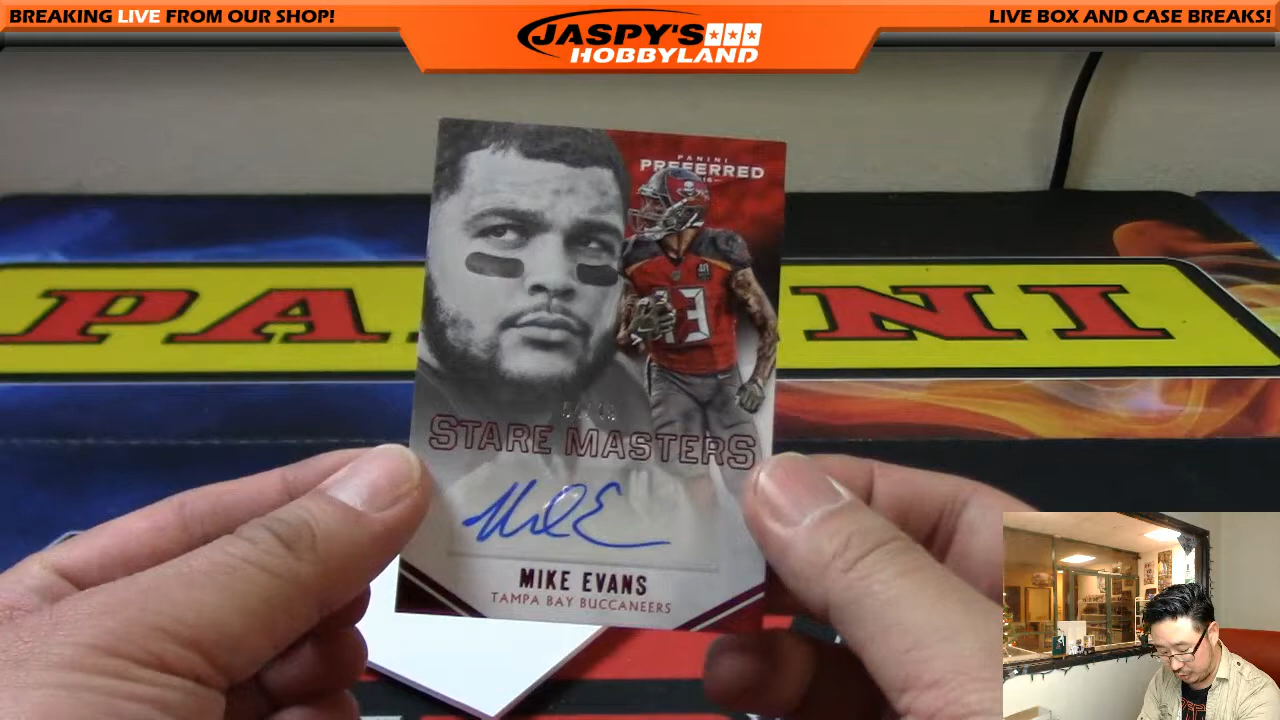 BREAKING LIVE FROM OUR SHOP!
JASPY'S
HOBBYLAND
LIVE BOX AND CASE BREAKS!
PANINI
PREFERRED
PA
NI
13
STARE MASTERS
MIKE EVANS
TAMPA BAY BUCCANEERS